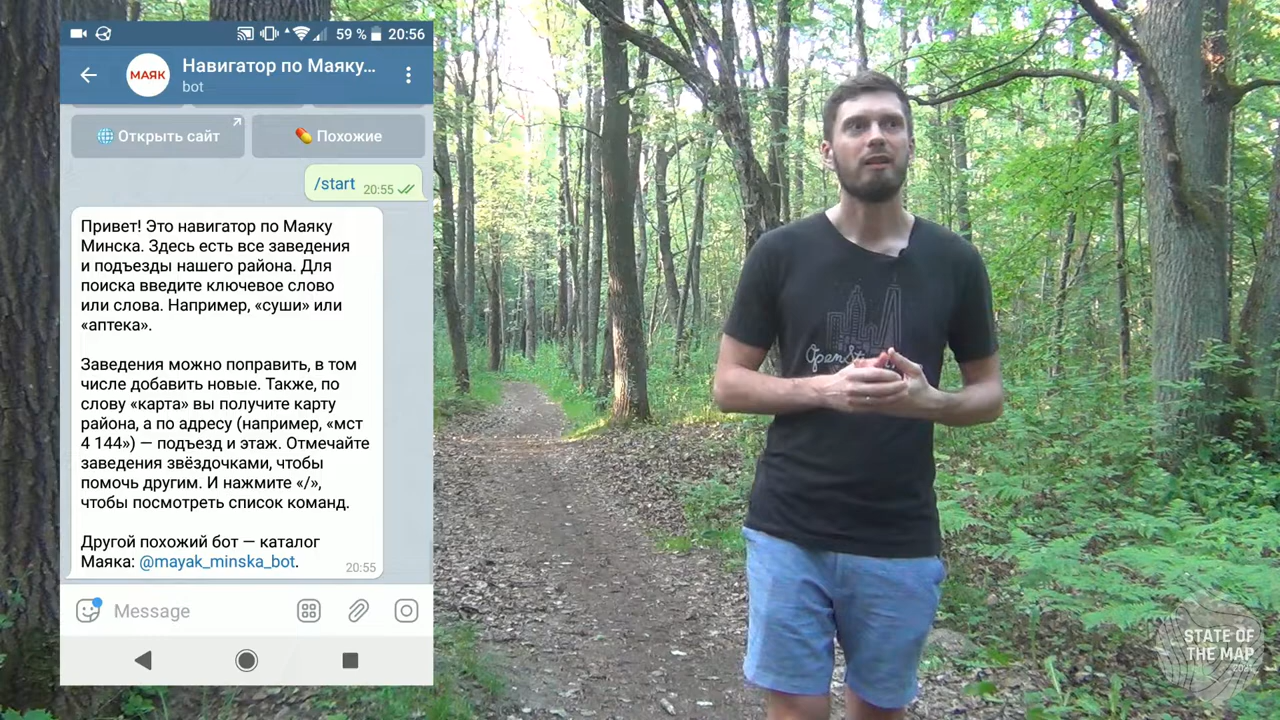 59 % 20:56
МАЯК
Навигатор по Маяку...
bot
Открыть сайт
Похожие
/start 20:55
Привет! Это навигатор по Маяку
Минска. Здесь есть все заведения
и подъезды нашего района. Для
поиска введите ключевое слово
или слова. Например, «суши» или
«аптека».
Заведения можно поправить, в том
числе добавить новые. Также, по
слову «карта» вы получите карту
района, а по адресу (например, «мст
4 144») — подъезд и этаж. Отмечайте
заведения звёздочками, чтобы
помочь другим. И нажмите «/»,
чтобы посмотреть список команд.
Другой похожий бот — каталог
Маяка: @mayak_minska_bot.
20:55
Message
STATE OF
THE MAP